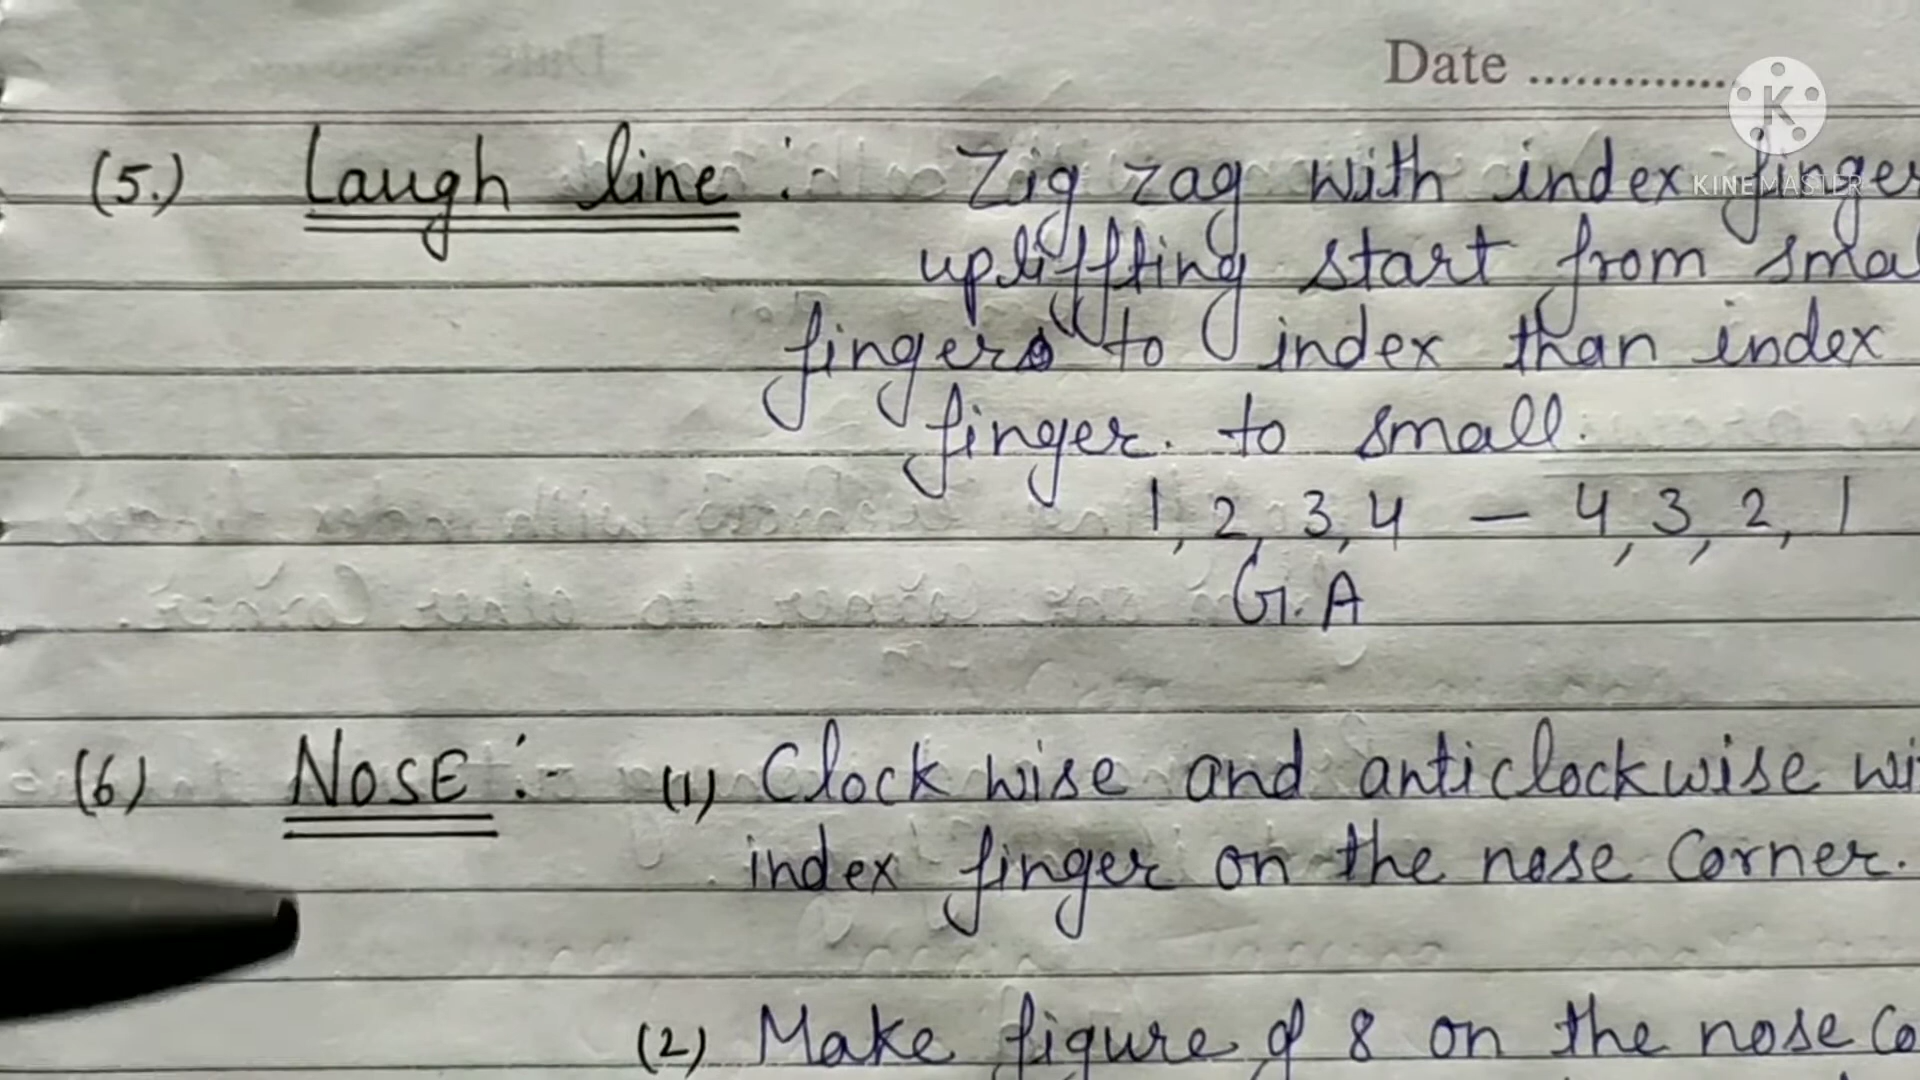 Date ..............
K
KINEMASTER
(5.) Laugh line :- Zig zag with index finger
upliffting start from smal
fingers to index than index
finger. to small.
1, 2, 3, 4 — 4, 3, 2, 1
G.A
(6) NOSE :- (1) Clock wise and anticlockwise wi
index finger on the nose Corner.
(2) Make figure of 8 on the nose Co